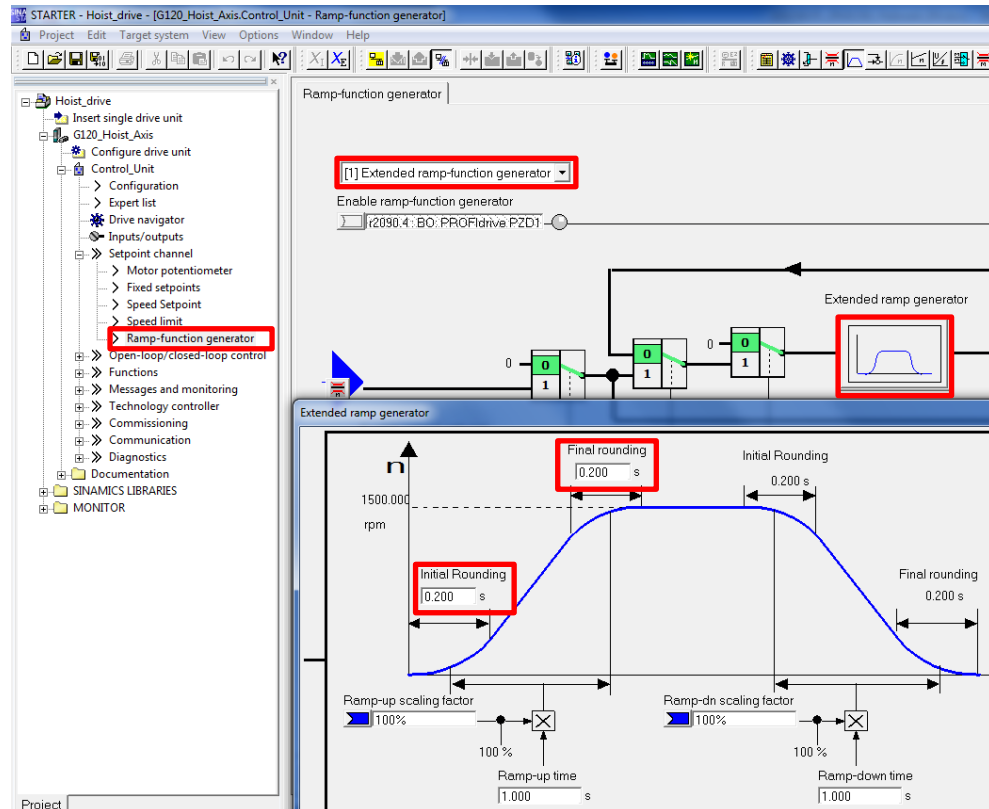 STARTER - Hoist_drive - [G120_Hoist_Axis.Control_Unit - Ramp-function generator]
Project Edit Target system View Options Window Help
Hoist_drive
Insert single drive unit
G120_Hoist_Axis
Configure drive unit
Control_Unit
Configuration
Expert list
Drive navigator
Inputs/outputs
Setpoint channel
Motor potentiometer
Fixed setpoints
Speed Setpoint
Speed limit
Ramp-function generator
Open-loop/closed-loop control
Functions
Messages and monitoring
Technology controller
Commissioning
Communication
Diagnostics
Documentation
SINAMICS LIBRARIES
MONITOR
Project
Ramp-function generator
[1] Extended ramp-function generator
Enable ramp-function generator
r2090.4 : BO: PROFIdrive PZD1
Extended ramp generator
0 0 1
0 1
0 0 1
Extended ramp generator
n
1500.000
rpm
Final rounding
0.200 s
Initial Rounding
0.200 s
Initial Rounding
0.200 s
Final rounding
0.200 s
Ramp-up scaling factor
100%
100 %
Ramp-up time
1.000 s
Ramp-dn scaling factor
100%
100 %
Ramp-down time
1.000 s